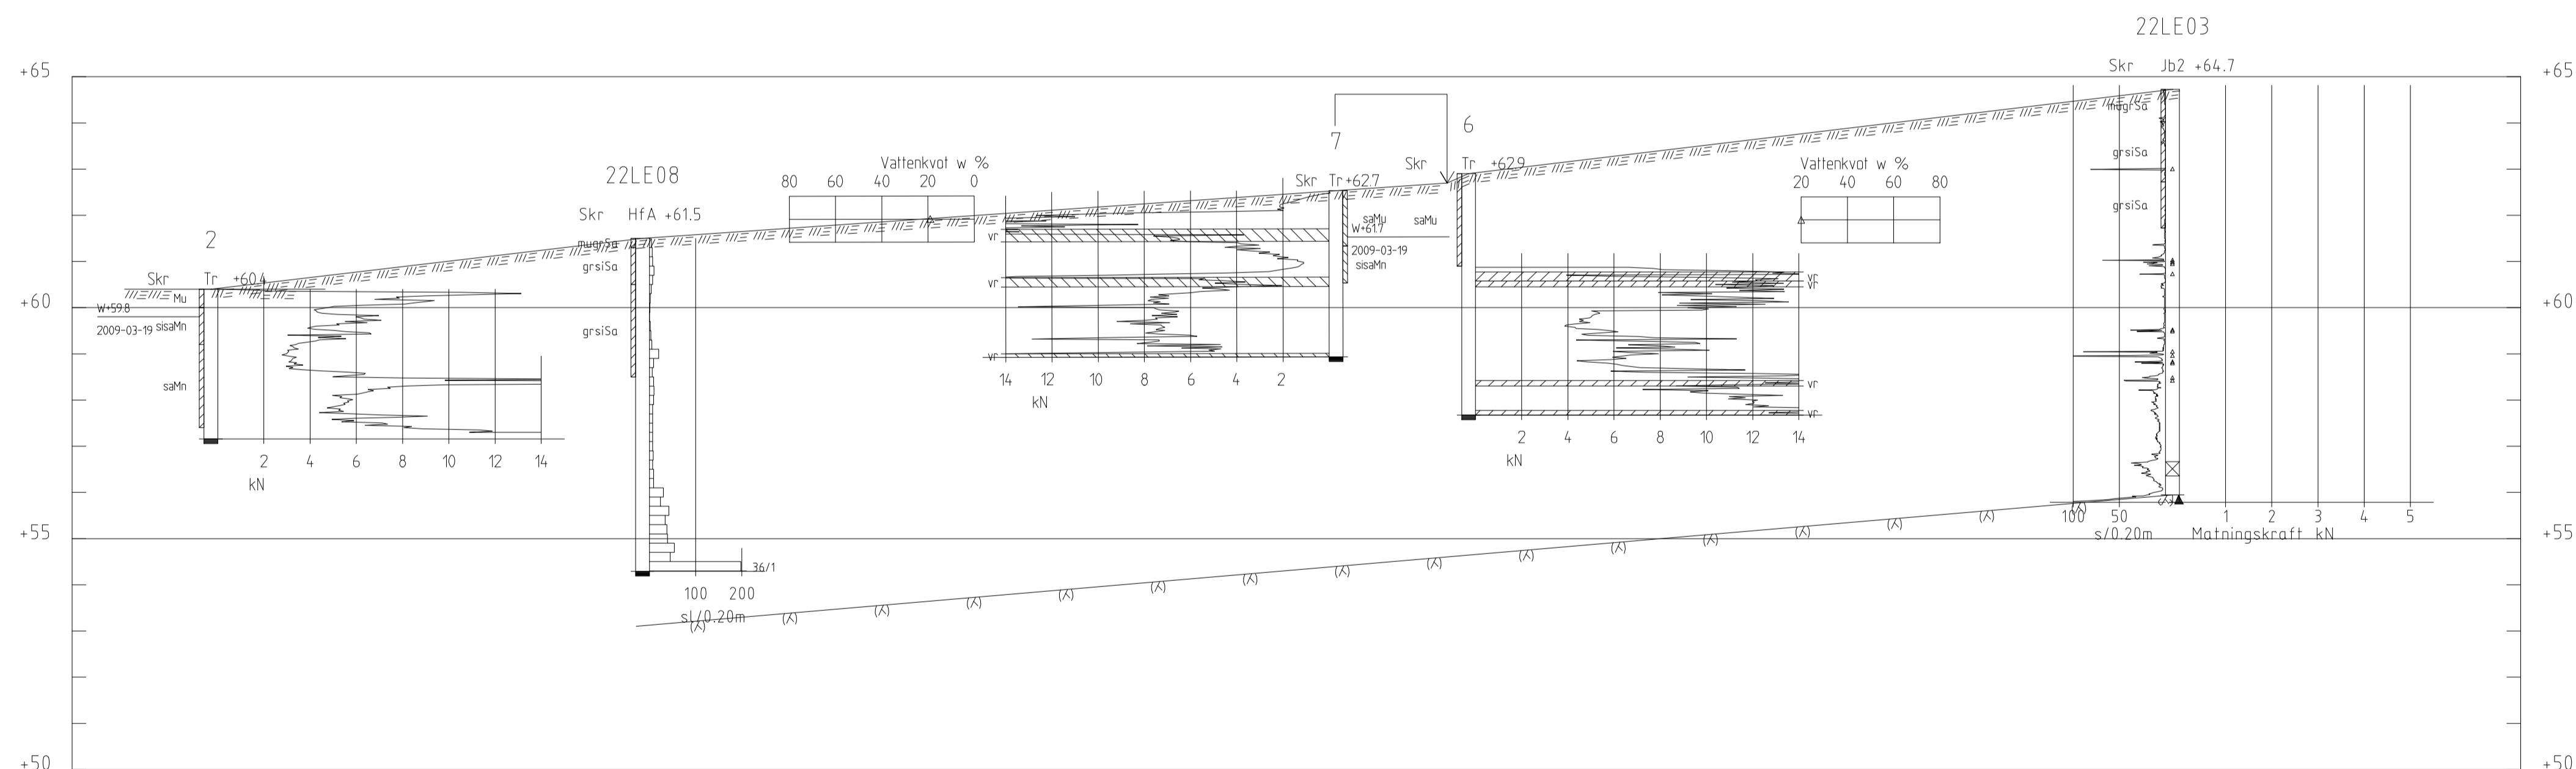 22LE03
Skr Jb2 +64.7
+65
+65
mugrSa
grsiSa
grsiSa
7
6
Skr Tr +62.9
Vattenkvot w %
20 40 60 80
Vattenkvot w %
80 60 40 20 0
22LE08
Skr Tr +62.7
Skr HfA +61.5
saMu
saMu
W+61.7
2009-03-19
sisaMn
mugrSa
grsiSa
grsiSa
vr
vr
vr
2
Skr Tr +60.4
Mu
W+59.8
2009-03-19
sisaMn
saMn
+60
+60
vr
vr
vr
vr
14 12 10 8 6 4 2
kN
2 4 6 8 10 12 14
kN
2 4 6 8 10 12 14
kN
100 50
s/0.20m
1 2 3 4 5
Matningskraft kN
+55
+55
36/1
100 200
sl/0.20m
+50
+50